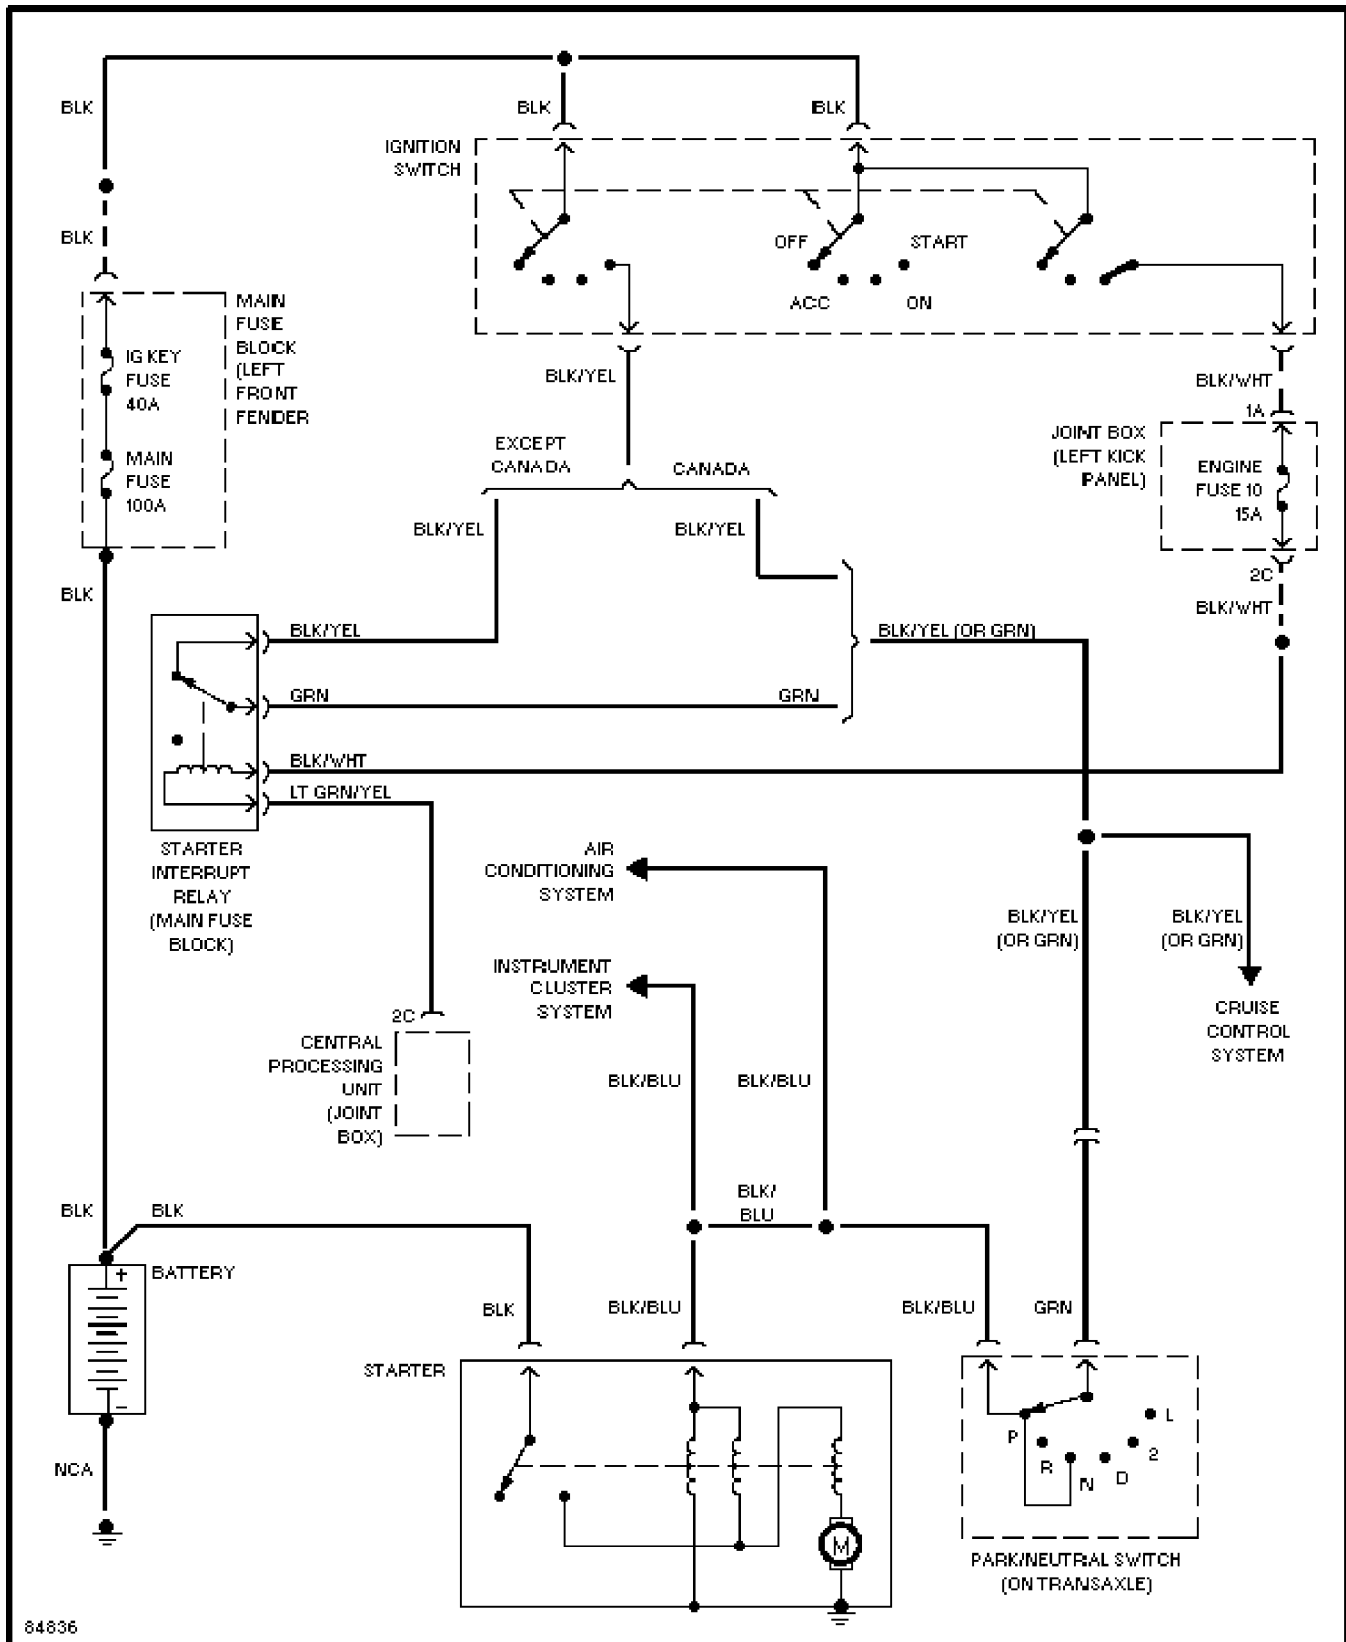 BLK
BLK
BLK
IGNITION
SWITCH
BLK
OFF
START
ACC
ON
MAIN
FUSE
BLOCK
(LEFT
FRONT
FENDER
IG KEY
FUSE
40A
MAIN
FUSE
100A
BLK/YEL
BLK/WHT
1A
EXCEPT
CANADA
CANADA
JOINT BOX
(LEFT KICK
PANEL)
ENGINE
FUSE 10
15A
BLK/YEL
BLK/YEL
2C
BLK
BLK/WHT
BLK/YEL
BLK/YEL (OR GRN)
GRN
GRN
BLK/WHT
LT GRN/YEL
STARTER
INTERRUPT
RELAY
(MAIN FUSE
BLOCK)
AIR
CONDITIONING
SYSTEM
BLK/YEL
(OR GRN)
BLK/YEL
(OR GRN)
INSTRUMENT
CLUSTER
SYSTEM
CRUISE
CONTROL
SYSTEM
2C
CENTRAL
PROCESSING
UNIT
(JOINT
BOX)
BLK/BLU
BLK/BLU
BLK
BLK
BLK/
BLU
+
BATTERY
BLK
BLK/BLU
BLK/BLU
GRN
STARTER
–
NCA
P
R
N
D
2
L
M
PARK/NEUTRAL SWITCH
(ON TRANSAXLE)
84836